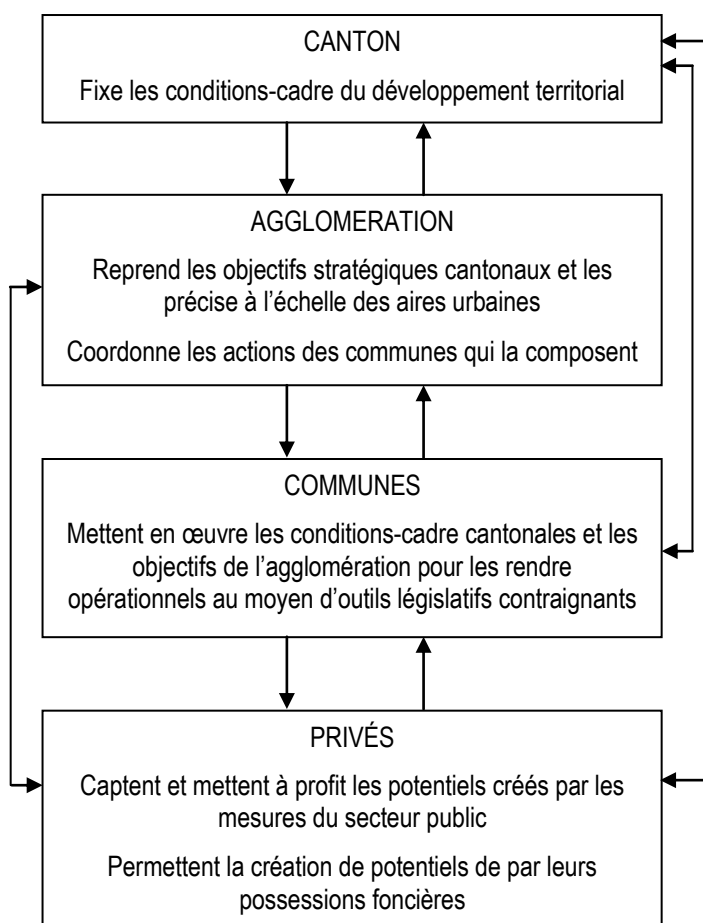 CANTON
Fixe les conditions-cadre du développement territorial
AGGLOMERATION
Reprend les objectifs stratégiques cantonaux et les
précise à l’échelle des aires urbaines
Coordonne les actions des communes qui la composent
COMMUNES
Mettent en œuvre les conditions-cadre cantonales et les
objectifs de l’agglomération pour les rendre
opérationnels au moyen d’outils législatifs contraignants
PRIVÉS
Captent et mettent à profit les potentiels créés par les
mesures du secteur public
Permettent la création de potentiels de par leurs
possessions foncières